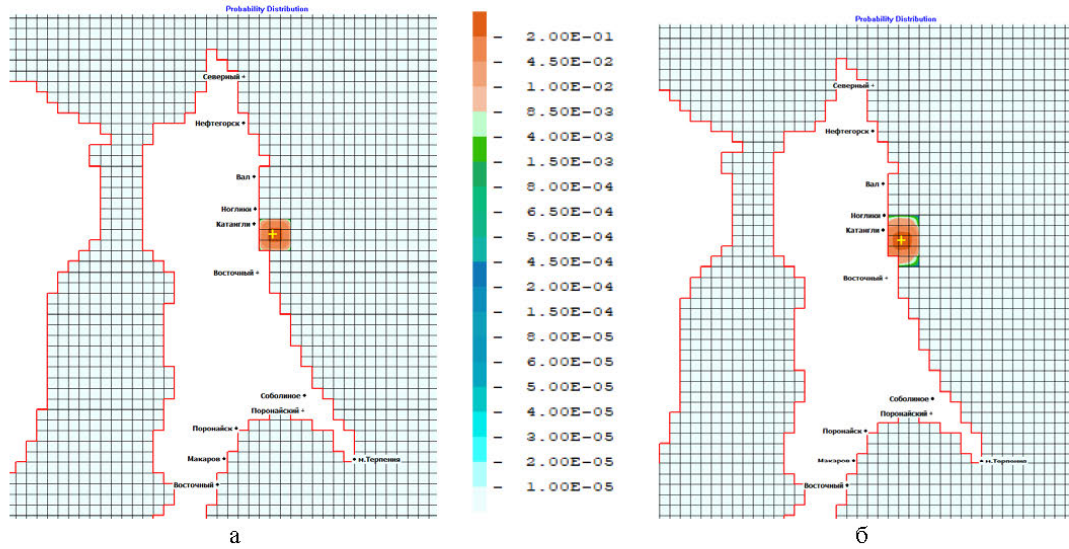 Probability Distribution
Северный
Нефтегорск
Вал
Ноглики
Катангли
Восточный
Соболиное
Поронайский
Поронайск
Макаров
м.Терпения
Восточный
а
2.00E-01
4.50E-02
1.00E-02
8.50E-03
4.00E-03
1.50E-03
8.00E-04
6.50E-04
5.00E-04
4.50E-04
2.00E-04
1.50E-04
8.00E-05
6.00E-05
5.00E-05
4.00E-05
3.00E-05
2.00E-05
1.00E-05
Probability Distribution
Северный
Нефтегорск
Вал
Ноглики
Катангли
Восточный
Соболиное
Поронайский
Поронайск
Макаров
м.Терпения
Восточный
б